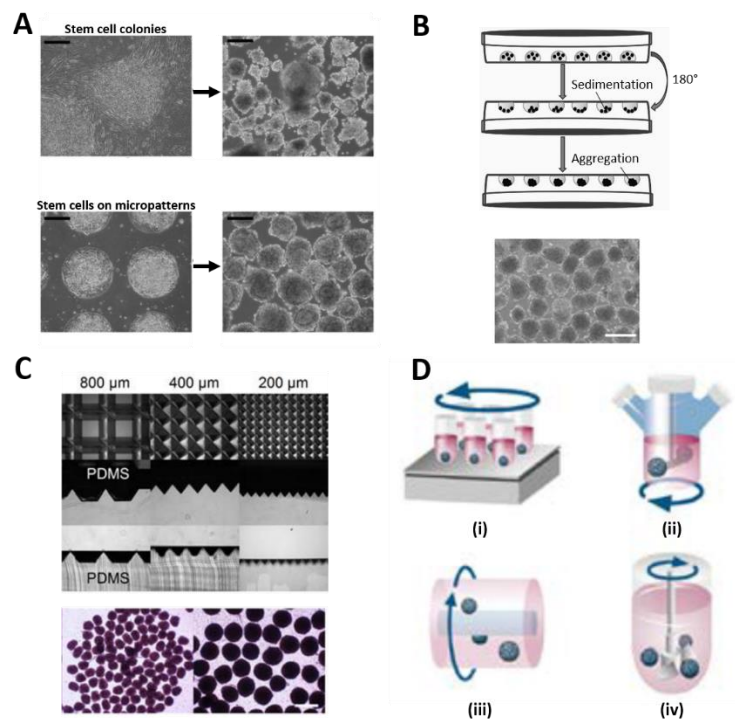 A
Stem cell colonies
Stem cells on micropatterns
B
180°
Sedimentation
Aggregation
C
800 µm 400 µm 200 µm
PDMS
PDMS
D
(i)
(ii)
(iii)
(iv)